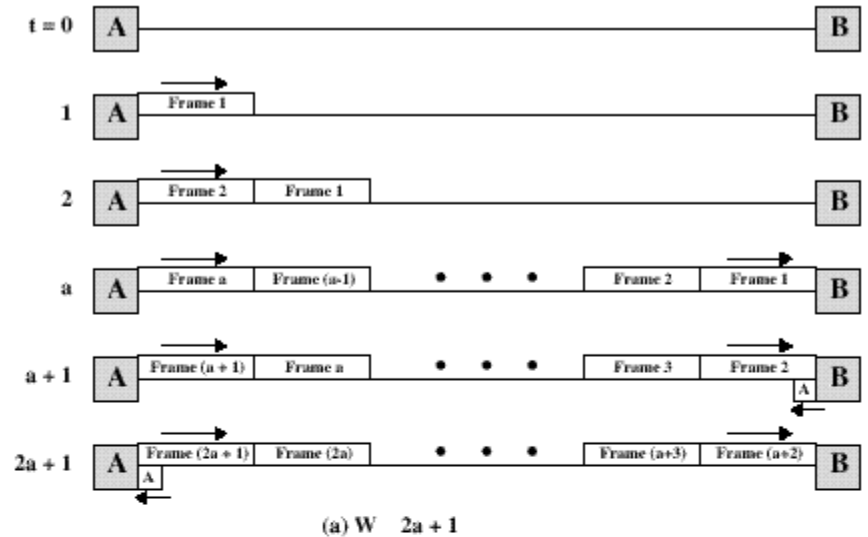 t = 0 A B
1 A Frame 1 B
2 A Frame 2 Frame 1 B
a A Frame a Frame (a-1) • • • Frame 2 Frame 1 B
a + 1 A Frame (a + 1) Frame a • • • Frame 3 Frame 2 A B
2a + 1 A Frame (2a + 1) Frame (2a) • • • Frame (a+3) Frame (a+2) B
A
(a) W 2a + 1